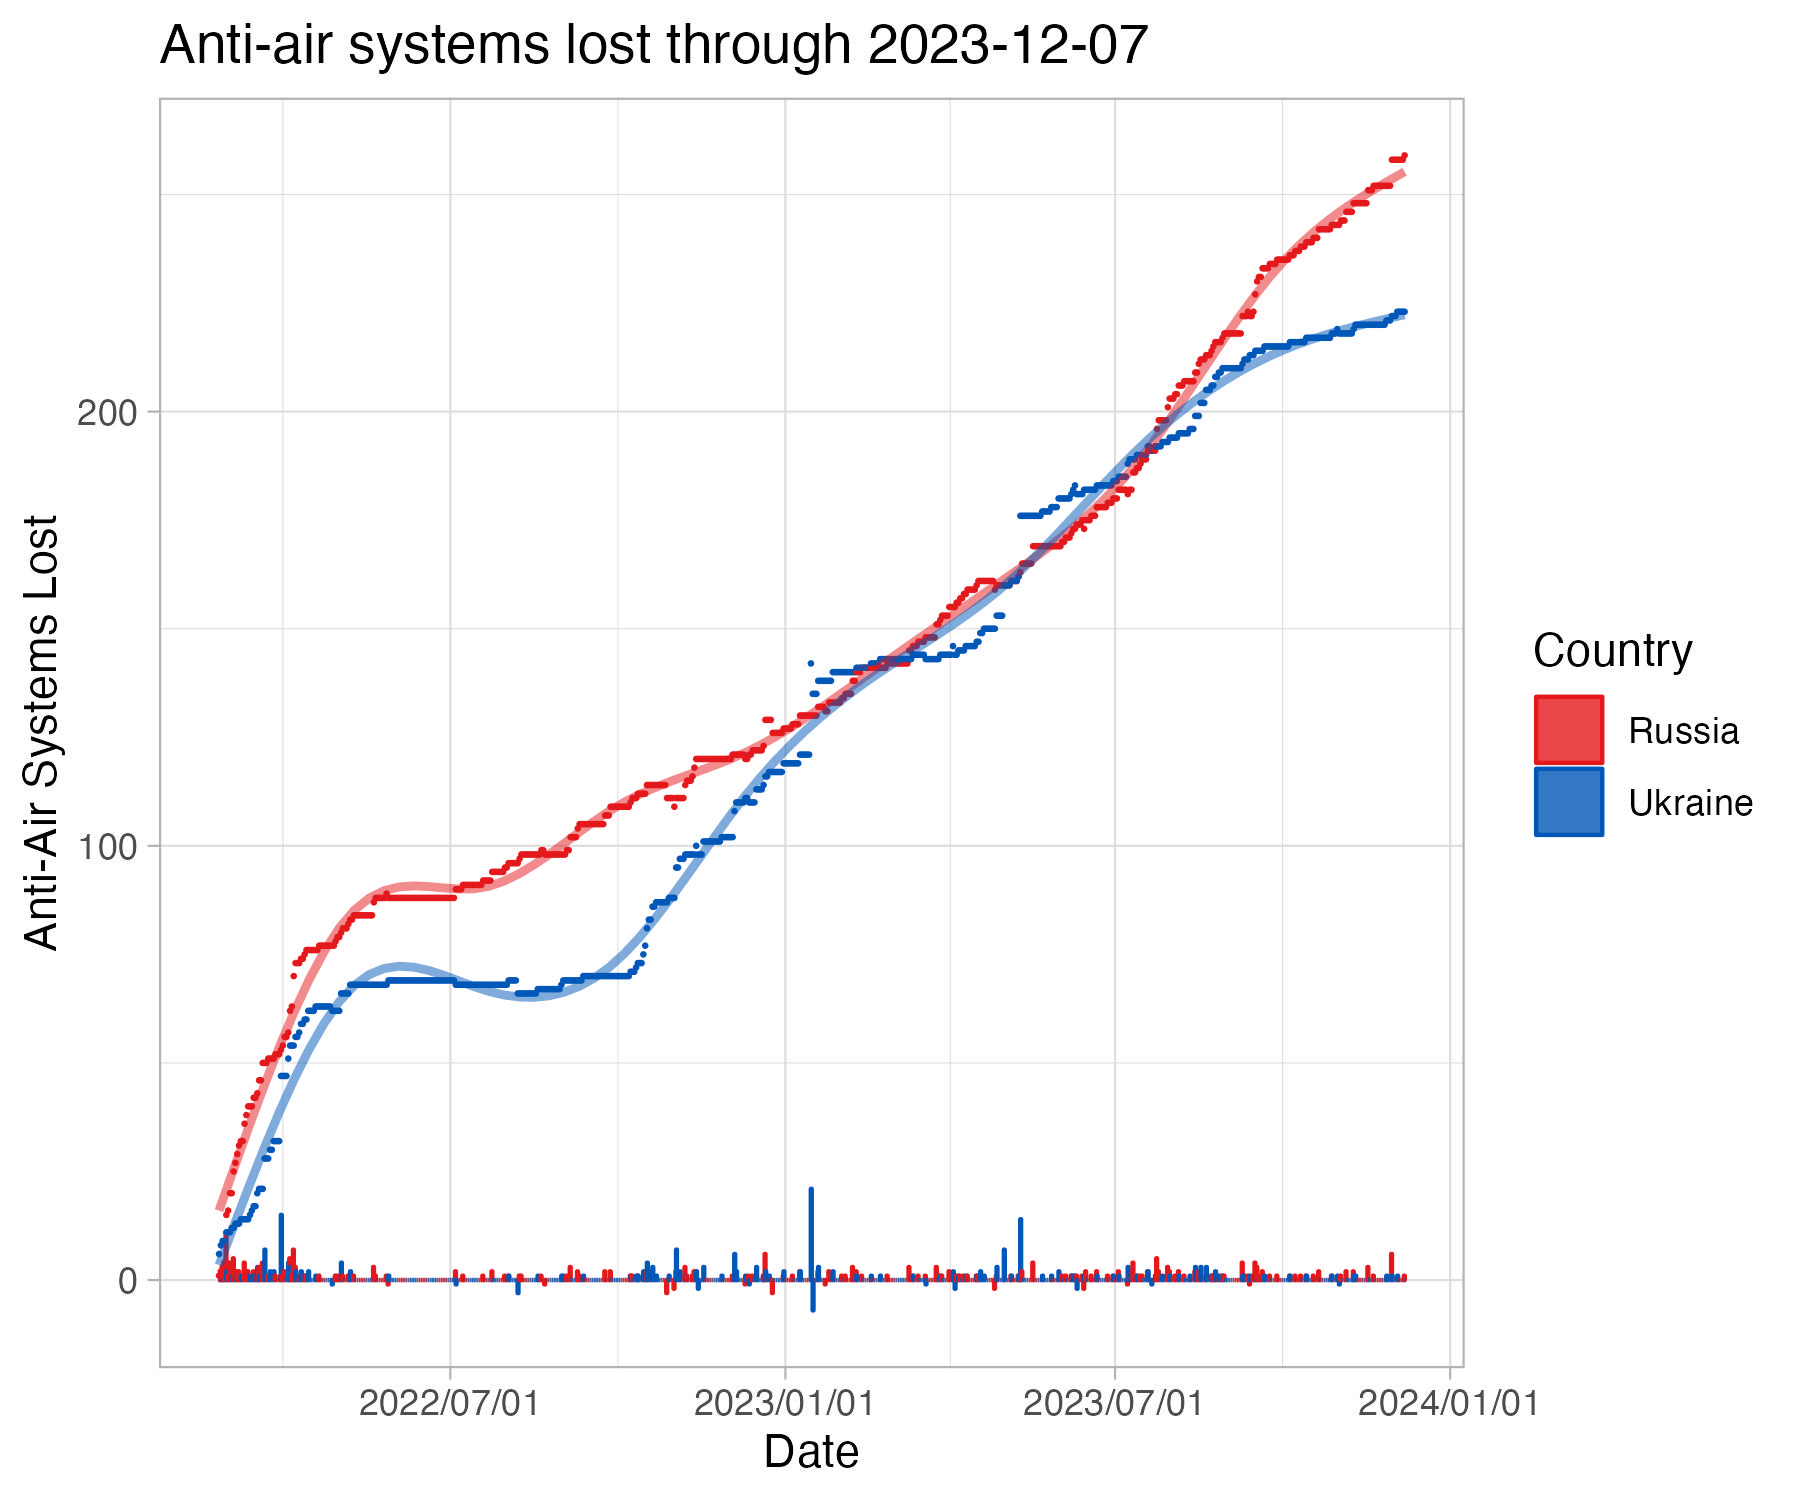 Anti-air systems lost through 2023-12-07
Anti-Air Systems Lost
200
100
0
2022/07/01
2023/01/01
2023/07/01
2024/01/01
Date
Country
Russia
Ukraine